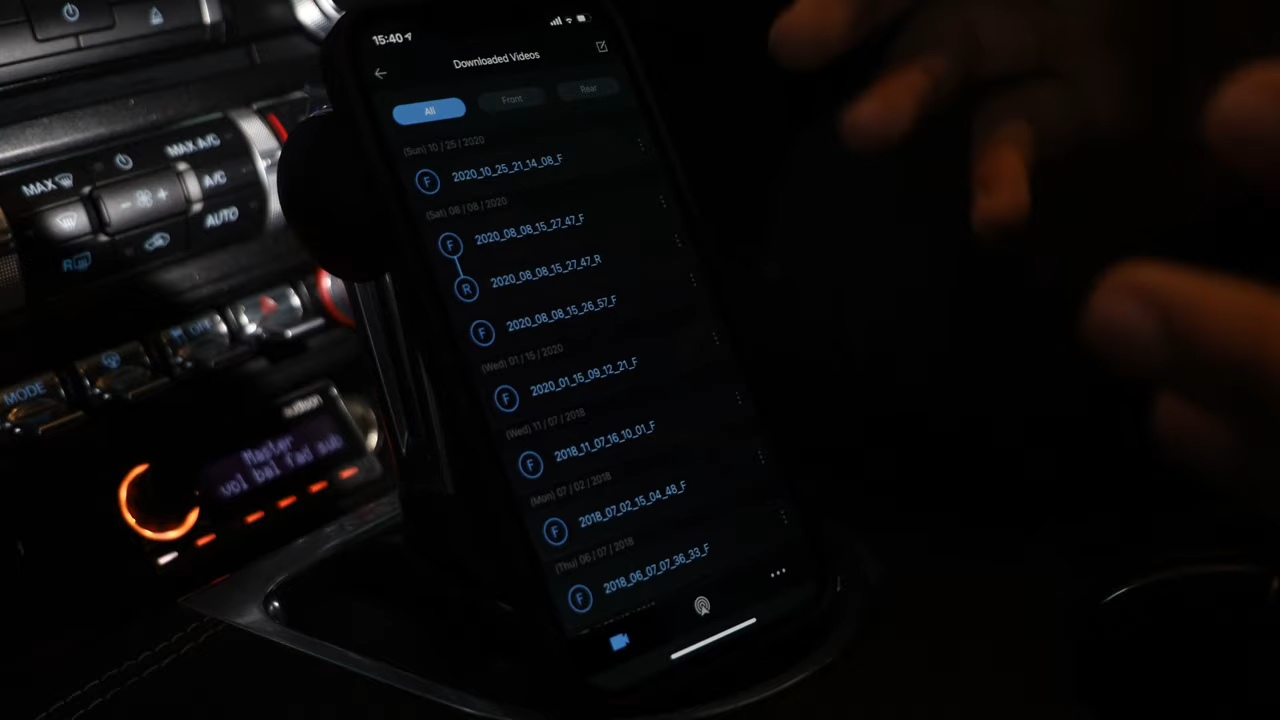 15:40
Downloaded Videos
All
Front
Rear
(Sun) 10 / 25 / 2020
F
2020_10_25_21_14_08_F
(Sat) 08 / 08 / 2020
F
2020_08_08_15_27_47_F
R
2020_08_08_15_27_47_R
F
2020_08_08_15_26_57_F
(Wed) 01 / 15 / 2020
F
2020_01_15_09_12_21_F
(Wed) 11 / 07 / 2018
F
2018_11_07_16_10_01_F
(Mon) 07 / 02 / 2018
F
2018_07_02_15_04_48_F
(Thu) 06 / 07 / 2018
F
2018_06_07_07_36_33_F
MAX
MAX A/C
A/C
AUTO
R
MODE
audison
Master
vol bal fad sub